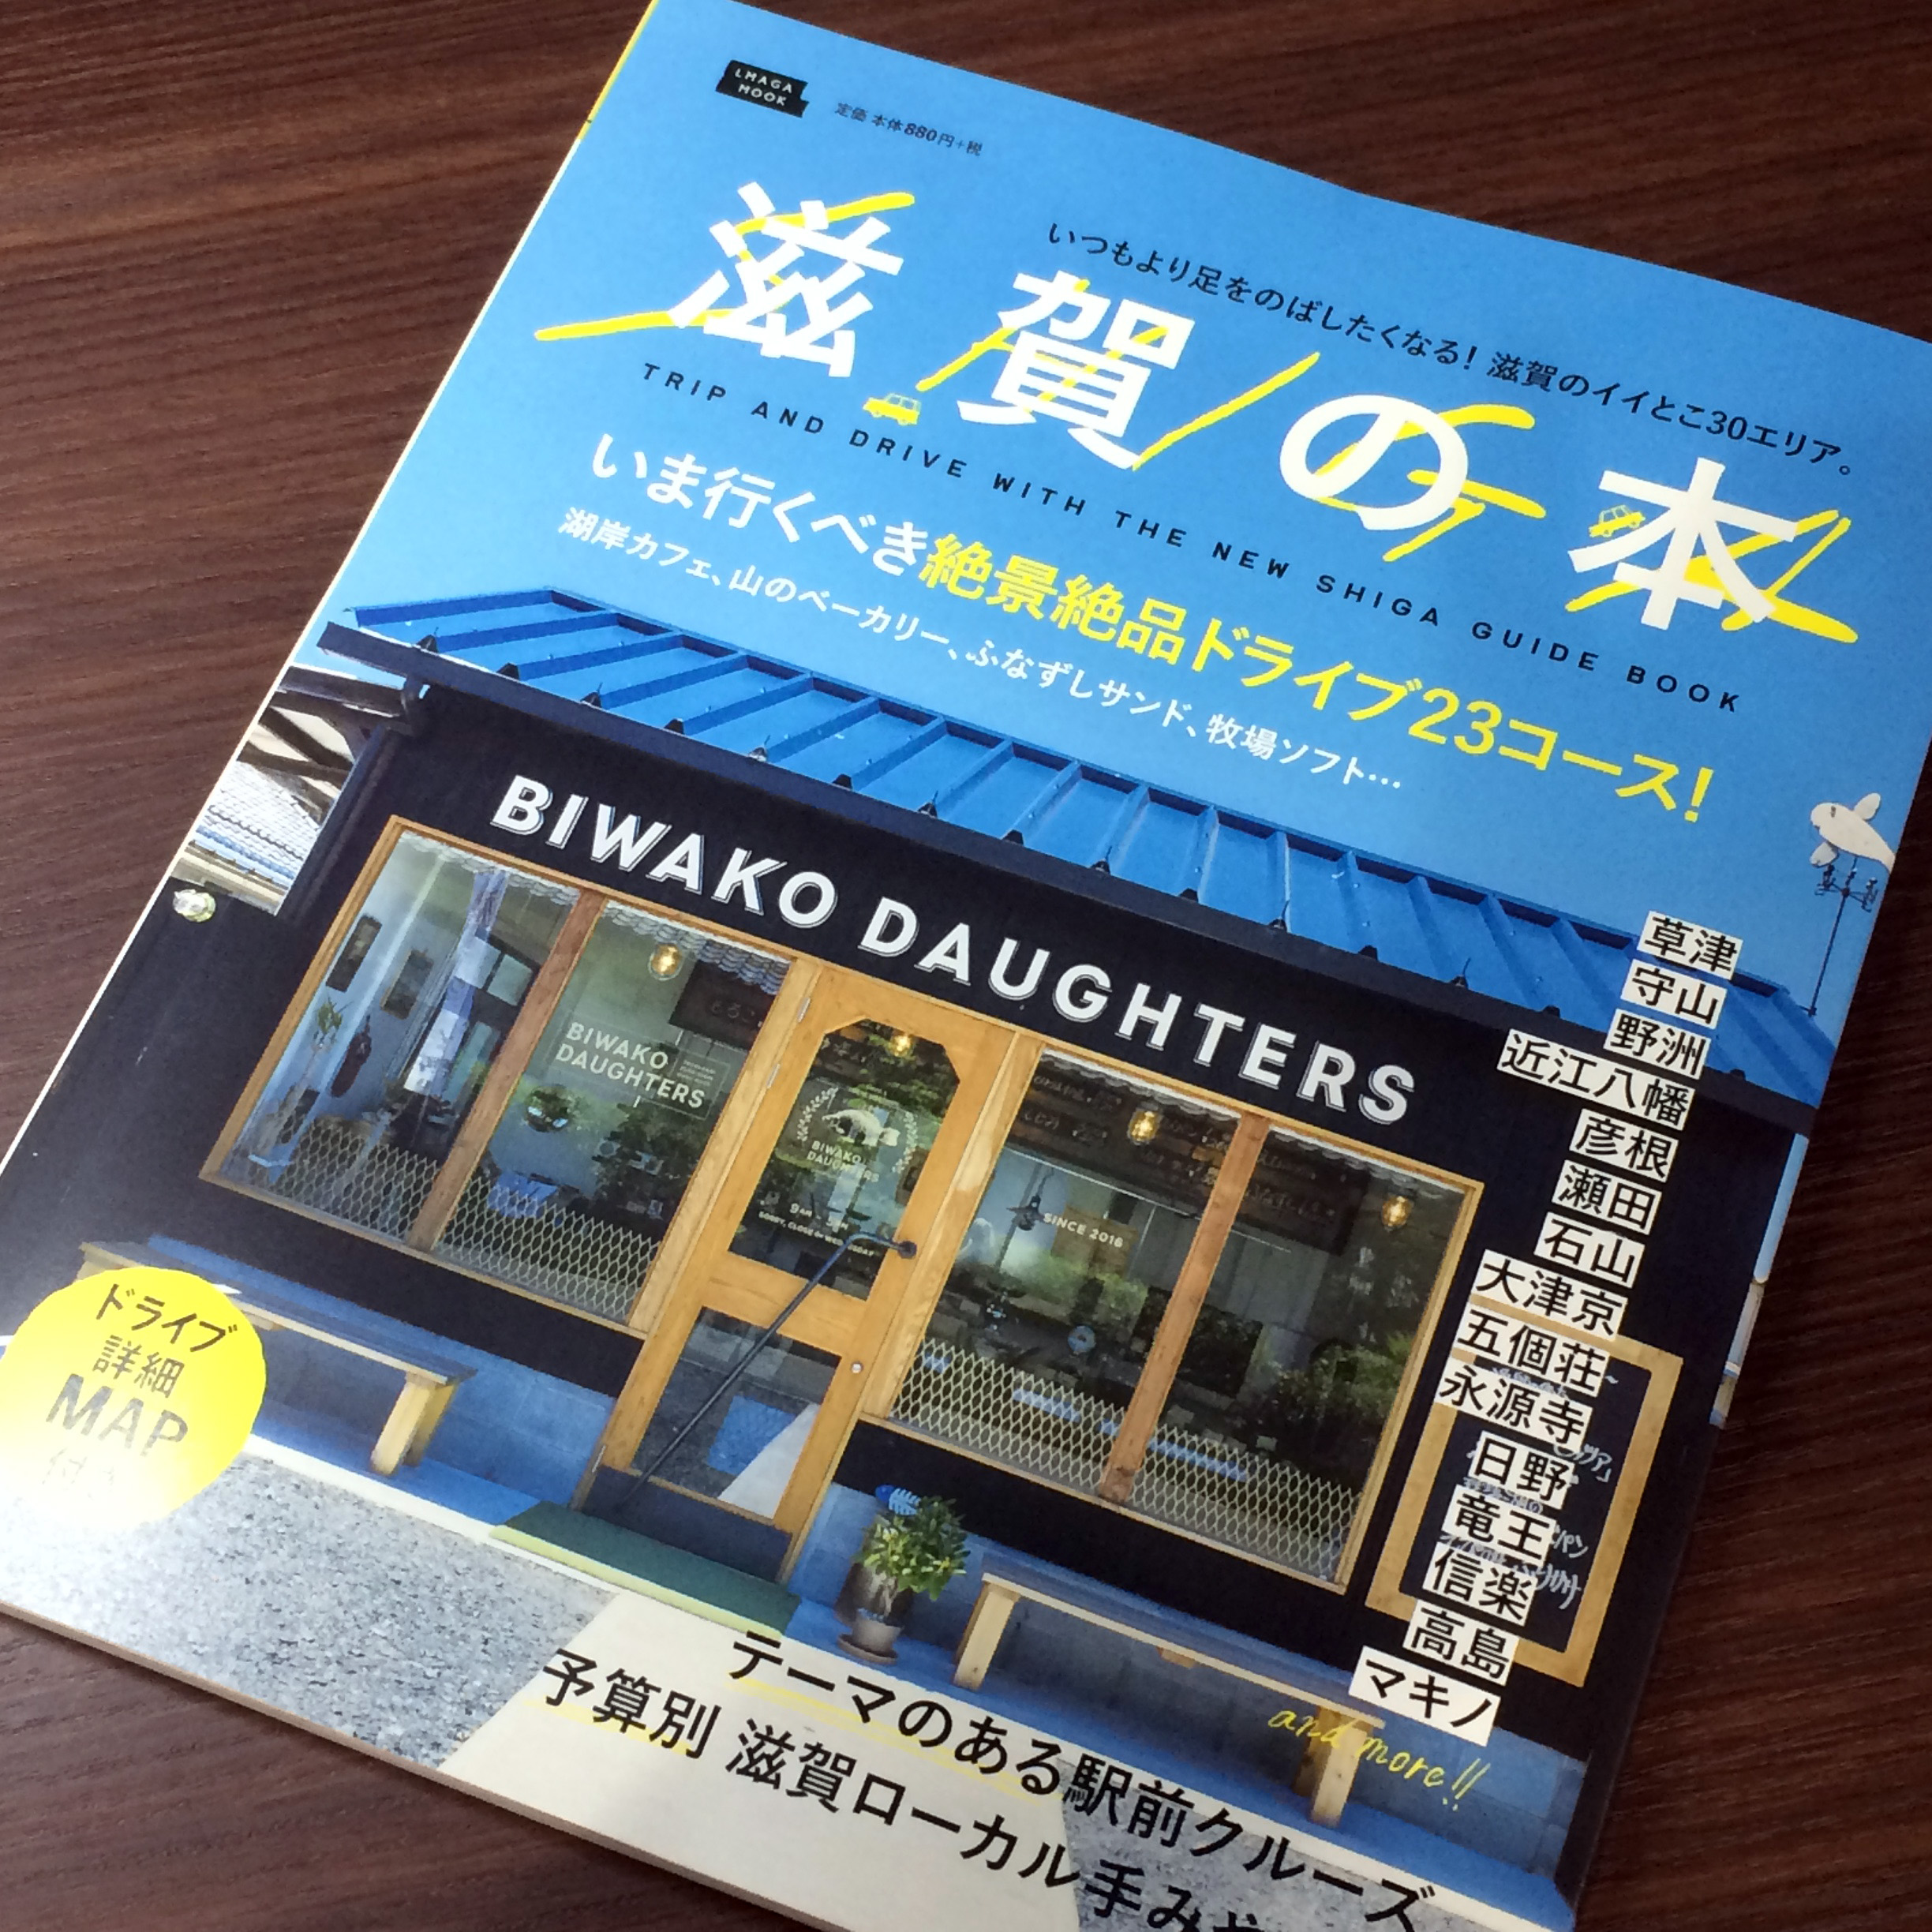 LMAGA
MOOK
定価 本体880円+税
いつもより足をのばしたくなる! 滋賀のイイとこ30エリア。
滋賀の本
SHIGA
TRIP AND DRIVE WITH THE NEW SHIGA GUIDE BOOK
いま行くべき絶景絶品ドライブ23コース!
湖岸カフェ、山のベーカリー、ふなずしサンド、牧場ソフト…
BIWAKO DAUGHTERS
BIWAKO
DAUGHTERS
BIWAKO
DAUGHTERS
SINCE 2016
草津
守山
野洲
近江八幡
彦根
瀬田
石山
大津京
五個荘
永源寺
日野
竜王
信楽
高島
マキノ
and more!!
ドライブ
詳細
MAP
付き
テーマのある駅前クルーズ
予算別 滋賀ローカル手み